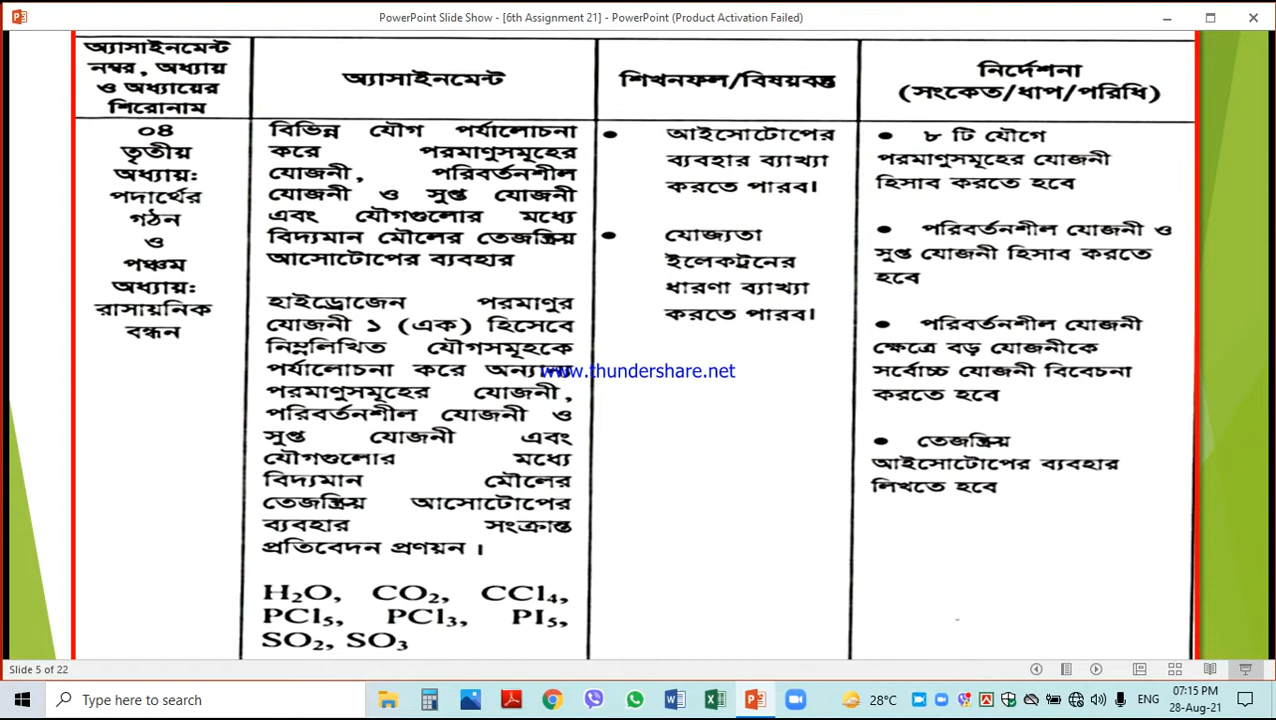 PowerPoint Slide Show - [6th Assignment 21] - PowerPoint (Product Activation Failed)
অ্যাসাইনমেন্ট
নম্বর, অধ্যায়
ও অধ্যায়ের
শিরোনাম
অ্যাসাইনমেন্ট
শিখনফল/বিষয়বস্তু
নির্দেশনা
(সংকেত/ধাপ/পরিধি)
০৪
তৃতীয়
অধ্যায়:
পদার্থের
গঠন
ও
পঞ্চম
অধ্যায়:
রাসায়নিক
বন্ধন
বিভিন্ন যৌগ পর্যালোচনা
করে পরমাণুসমূহের
যোজনী, পরিবর্তনশীল
যোজনী ও সুপ্ত যোজনী
এবং যৌগগুলোর মধ্যে
বিদ্যমান মৌলের তেজস্ক্রিয়
আসোটোপের ব্যবহার
হাইড্রোজেন পরমাণুর
যোজনী ১ (এক) হিসেবে
নিম্নলিখিত যৌগসমূহকে
পর্যালোচনা করে অন্যান্য
পরমাণুসমূহের যোজনী,
পরিবর্তনশীল যোজনী ও
সুপ্ত যোজনী এবং
যৌগগুলোর মধ্যে
বিদ্যমান মৌলের
তেজস্ক্রিয় আসোটোপের
ব্যবহার সংক্রান্ত
প্রতিবেদন প্রণয়ন ।
H₂O, CO₂, CCl₄,
PCl₅, PCl₃, PI₅,
SO₂, SO₃
● আইসোটোপের
ব্যবহার ব্যাখ্যা
করতে পারব।
● যোজ্যতা
ইলেকট্রনের
ধারণা ব্যাখ্যা
করতে পারব।
● ৮ টি যৌগে
পরমাণুসমূহের যোজনী
হিসাব করতে হবে
● পরিবর্তনশীল যোজনী ও
সুপ্ত যোজনী হিসাব করতে
হবে
● পরিবর্তনশীল যোজনী
ক্ষেত্রে বড় যোজনীকে
সর্বোচ্চ যোজনী বিবেচনা
করতে হবে
● তেজস্ক্রিয়
আইসোটোপের ব্যবহার
লিখতে হবে
www.thundershare.net
Slide 5 of 22
Type here to search
28°C
ENG
07:15 PM
28-Aug-21